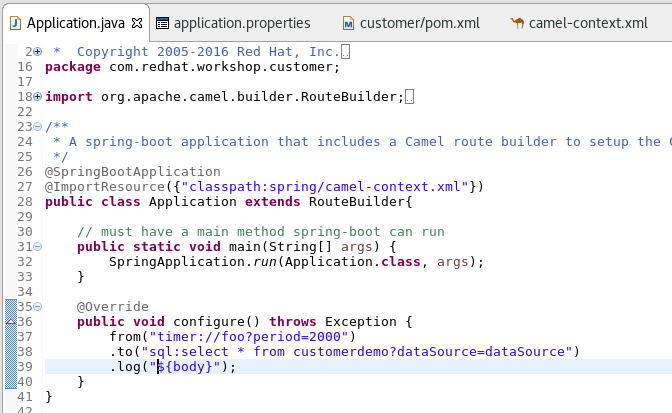 Application.java
application.properties
customer/pom.xml
camel-context.xml
2 * Copyright 2005-2016 Red Hat, Inc.
16 package com.redhat.workshop.customer;
17
18 import org.apache.camel.builder.RouteBuilder;
22
23 /**
24 * A spring-boot application that includes a Camel route builder to setup the
25 */
26 @SpringBootApplication
27 @ImportResource({"classpath:spring/camel-context.xml"})
28 public class Application extends RouteBuilder{
29
30 // must have a main method spring-boot can run
31 public static void main(String[] args) {
32 SpringApplication.run(Application.class, args);
33 }
34
35 @Override
36 public void configure() throws Exception {
37 from("timer://foo?period=2000")
38 .to("sql:select * from customerdemo?dataSource=dataSource")
39 .log("${body}");
40 }
41 }
42